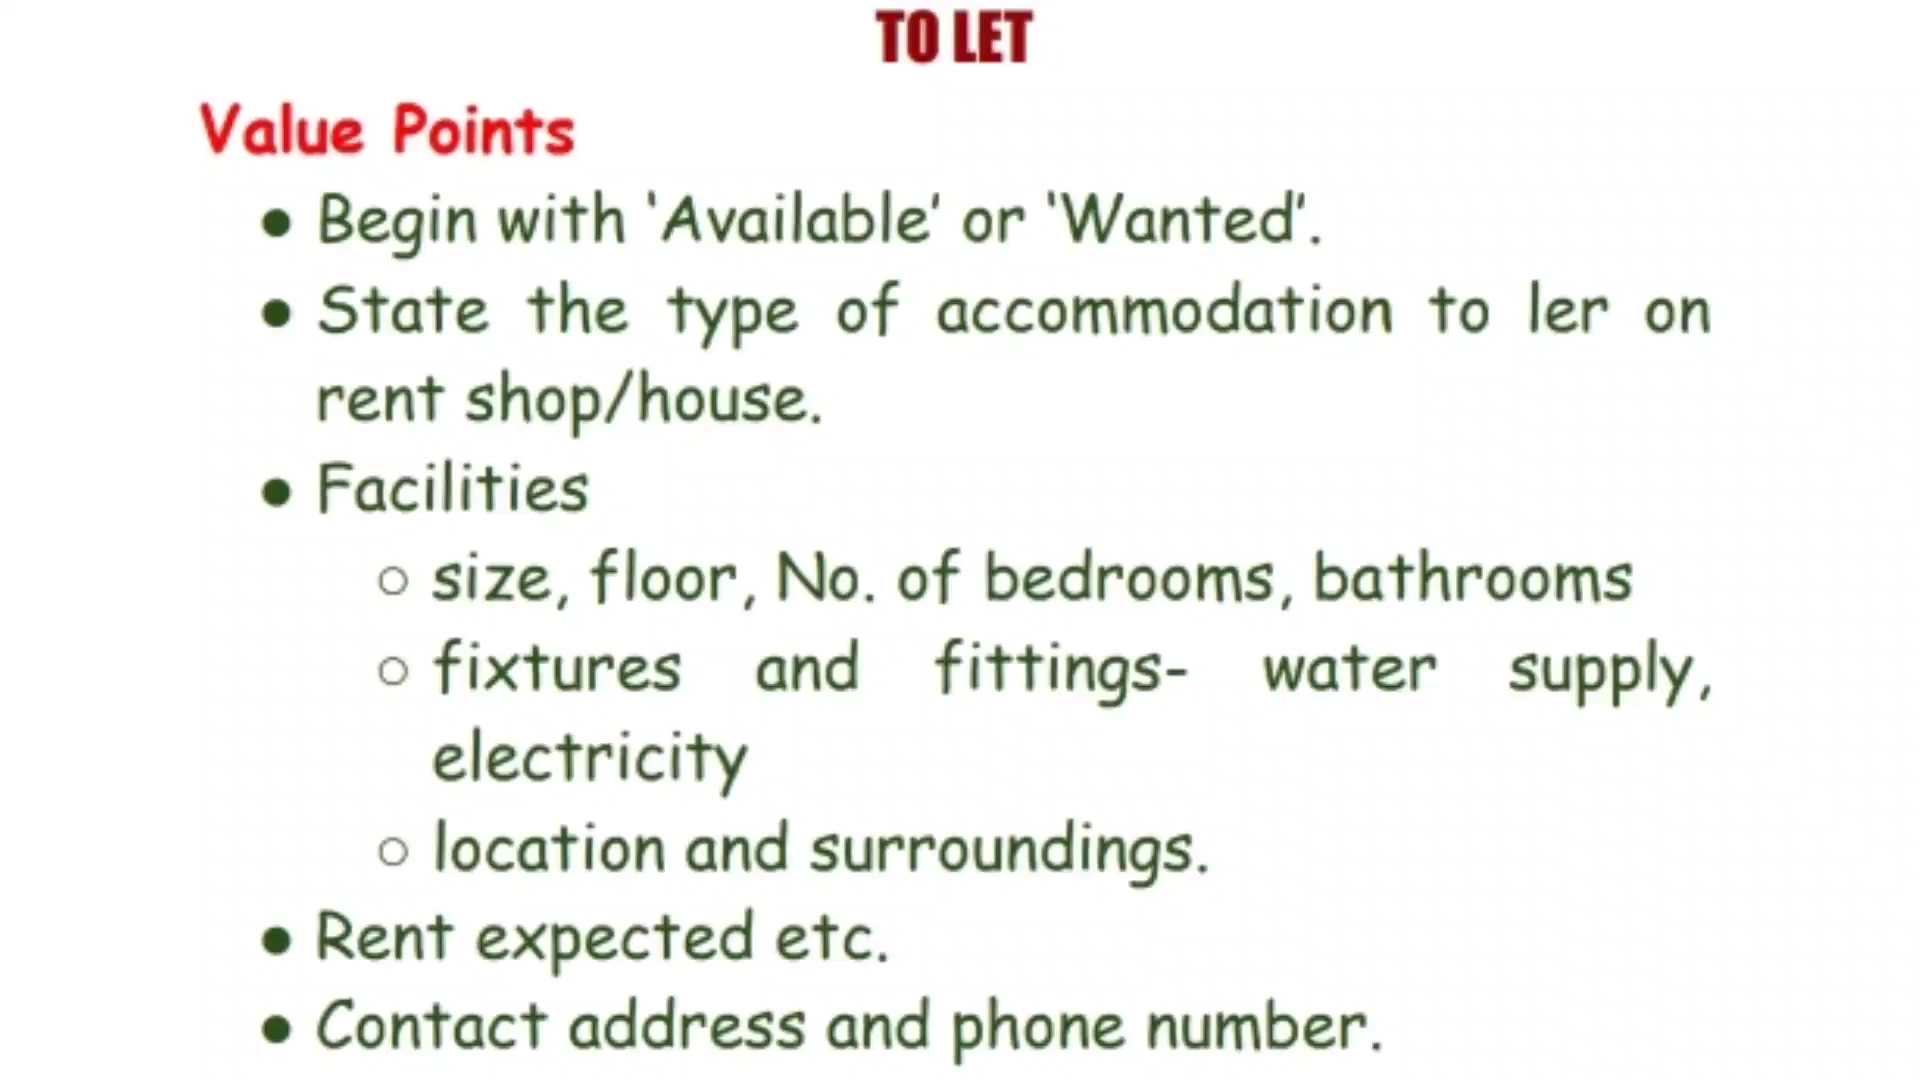 TO LET
Value Points
● Begin with ‘Available’ or ‘Wanted’.
● State the type of accommodation to ler on
rent shop/house.
● Facilities
○ size, floor, No. of bedrooms, bathrooms
○ fixtures and fittings- water supply,
electricity
○ location and surroundings.
● Rent expected etc.
● Contact address and phone number.